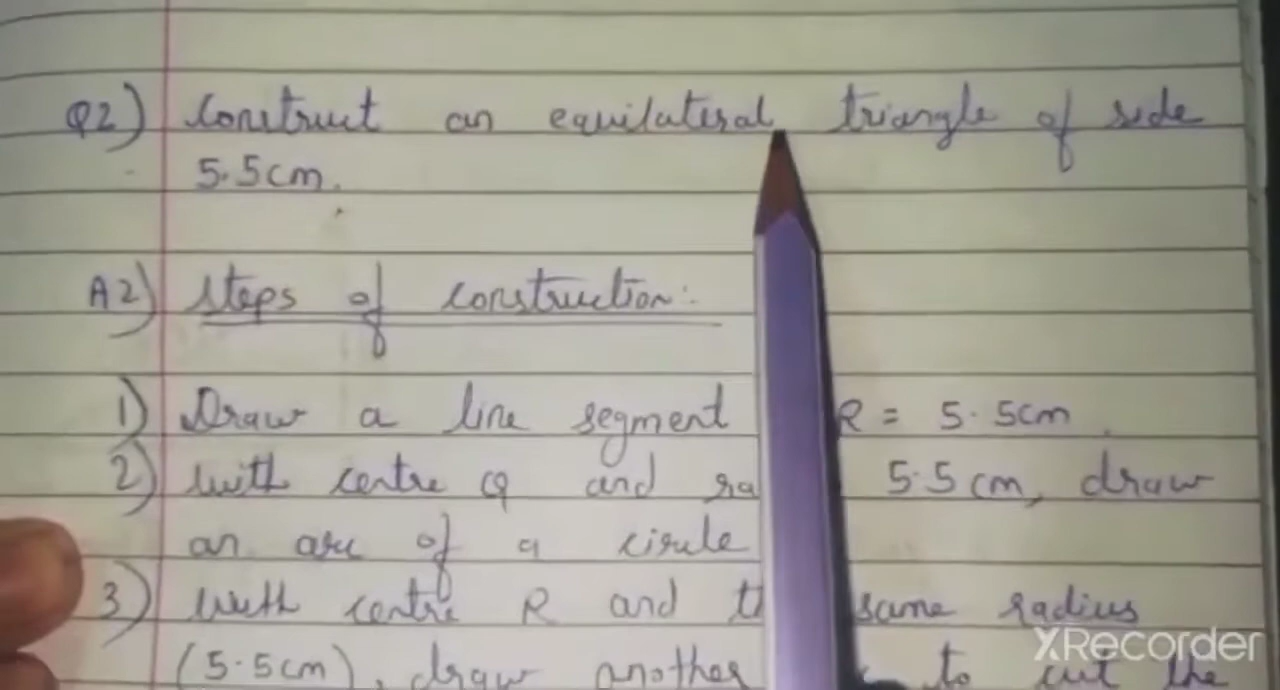 Q2) Construct an equilateral triangle of side
5.5cm.
A2) Steps of construction:
1) Draw a line segment R = 5.5cm.
2) With centre Q and ra 5.5cm, draw
an arc of a circle
3) With centre R and same radius
(5.5cm), draw another to cut the
XRecorder